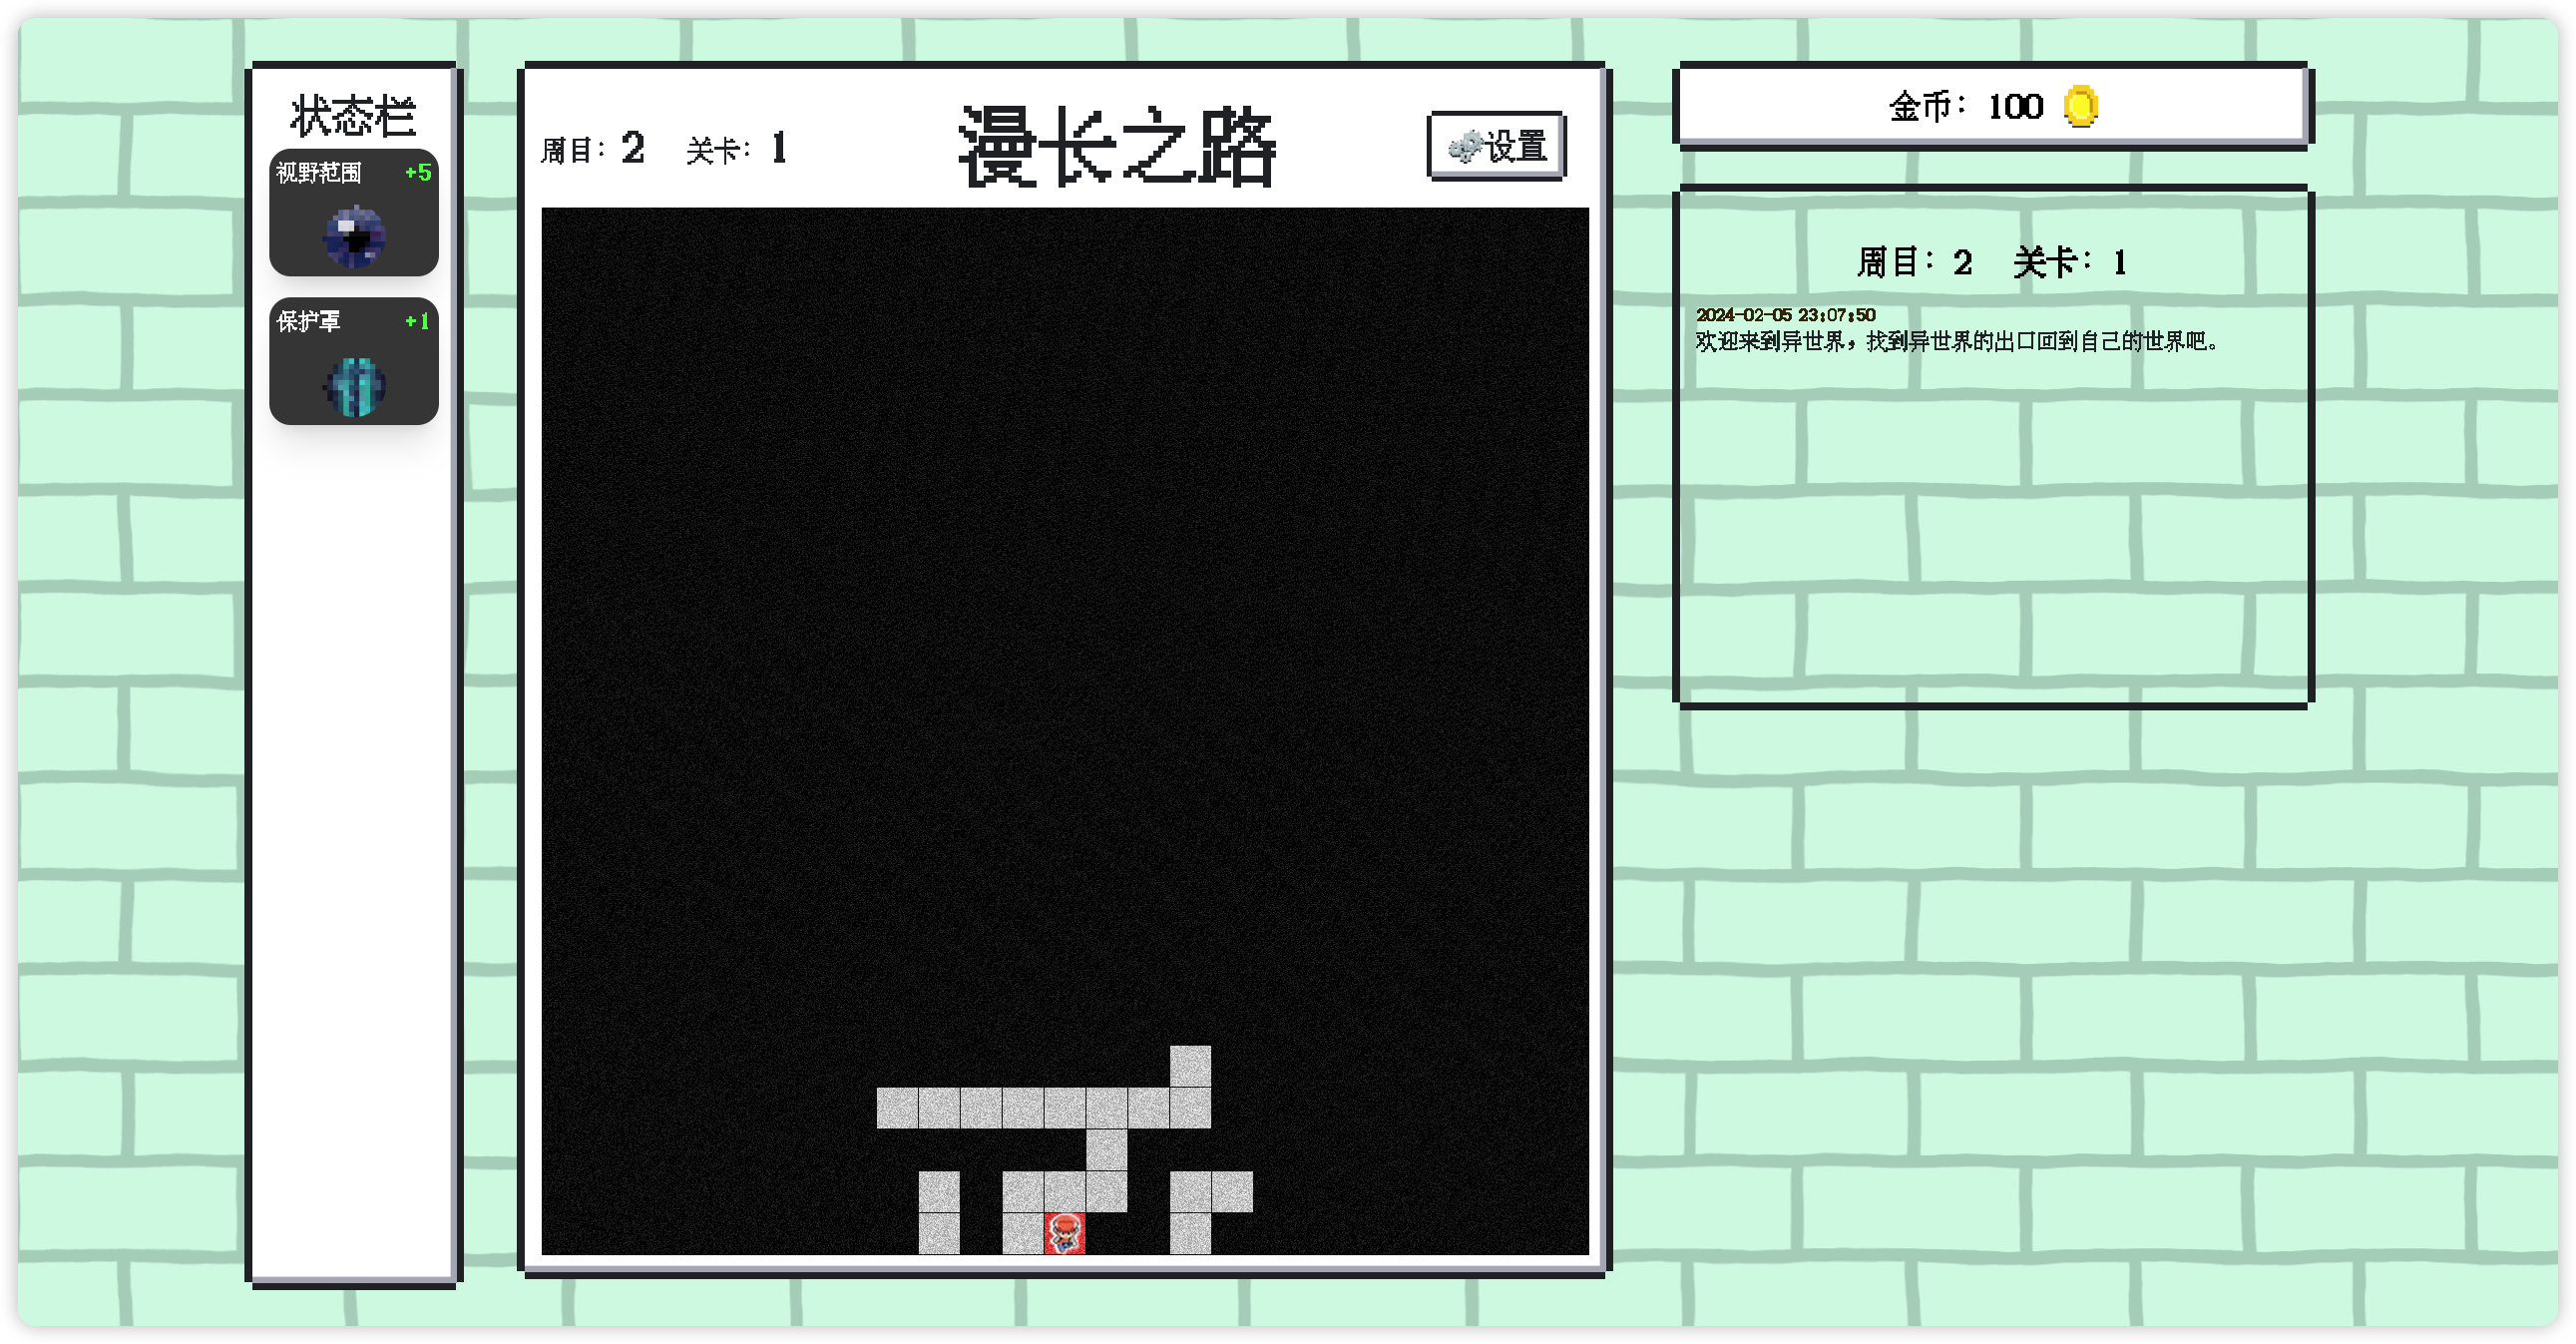 状态栏
视野范围 +5
保护罩 +1
周目：2 关卡：1
漫长之路
设置
金币：100
周目：2 关卡：1
2024-02-05 23:07:50
欢迎来到异世界，找到异世界的出口回到自己的世界吧。